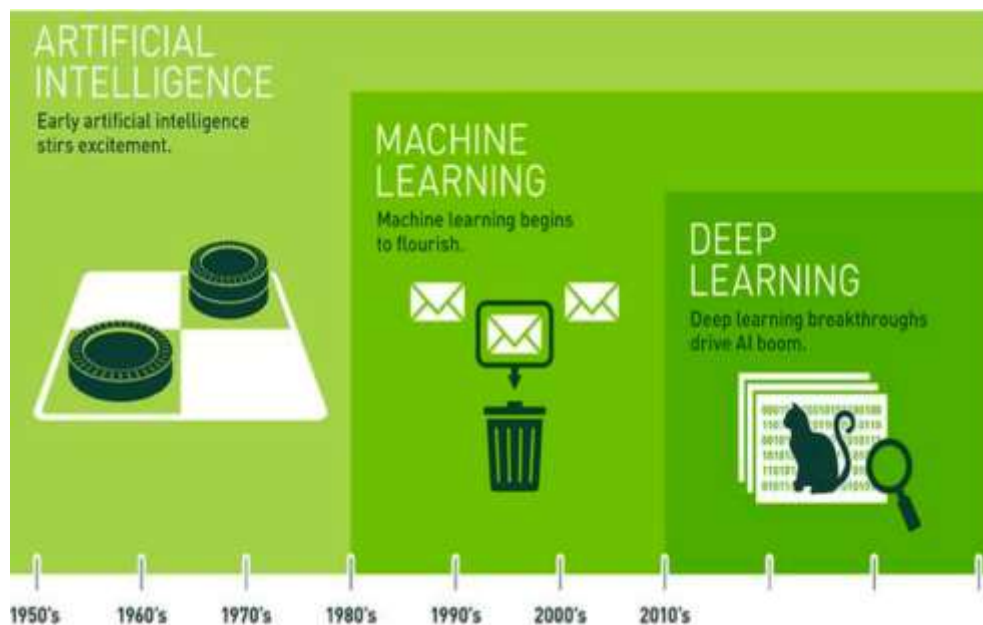 ARTIFICIAL
INTELLIGENCE
Early artificial intelligence
stirs excitement.
MACHINE
LEARNING
Machine learning begins
to flourish.
DEEP
LEARNING
Deep learning breakthroughs
drive AI boom.
1950's 1960's 1970's 1980's 1990's 2000's 2010's